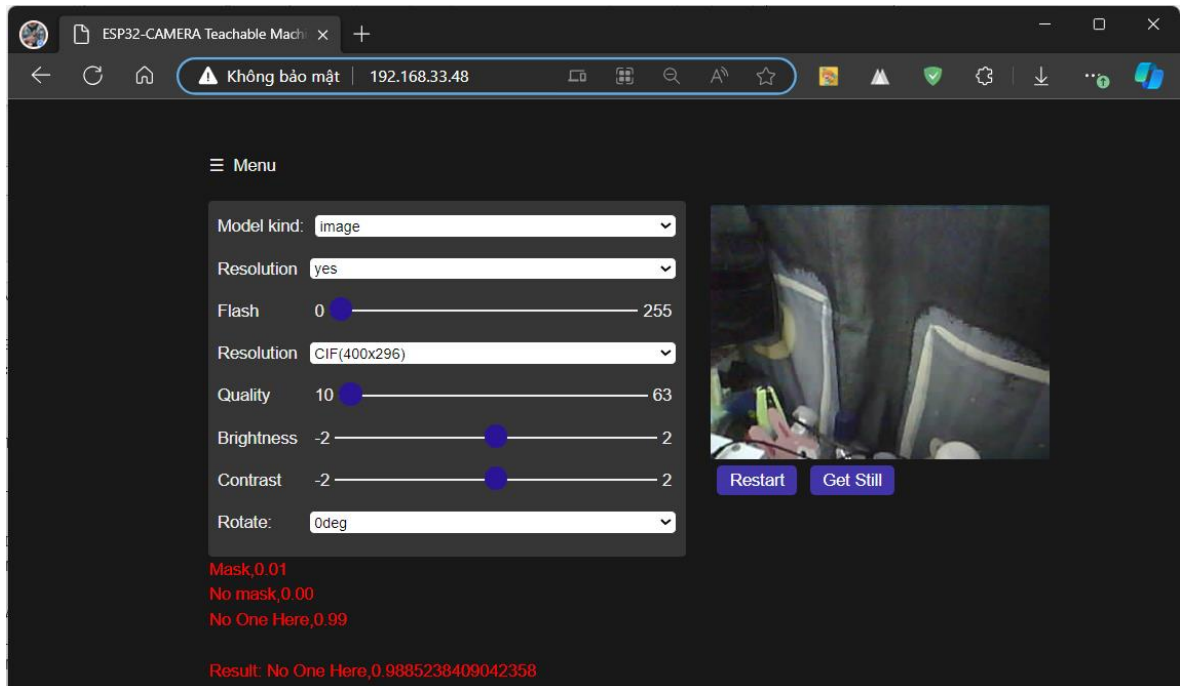 ESP32-CAMERA Teachable Machi
Không bảo mật 192.168.33.48
☰ Menu
Model kind: image
Resolution yes
Flash 0 255
Resolution CIF(400x296)
Quality 10 63
Brightness -2 2
Contrast -2 2
Rotate: 0deg
Restart Get Still
Mask,0.01
No mask,0.00
No One Here,0.99
Result: No One Here,0.9885238409042358